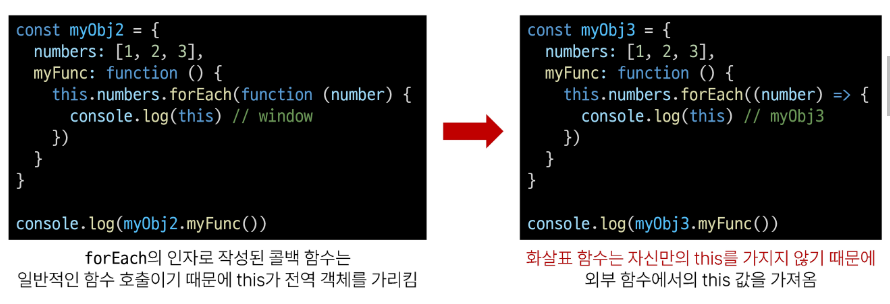 const myObj2 = {
  numbers: [1, 2, 3],
  myFunc: function () {
    this.numbers.forEach(function (number) {
      console.log(this) // window
    })
  }
}

console.log(myObj2.myFunc())
forEach의 인자로 작성된 콜백 함수는
일반적인 함수 호출이기 때문에 this가 전역 객체를 가리킴
const myObj3 = {
  numbers: [1, 2, 3],
  myFunc: function () {
    this.numbers.forEach((number) => {
      console.log(this) // myObj3
    })
  }
}

console.log(myObj3.myFunc())
화살표 함수는 자신만의 this를 가지지 않기 때문에
외부 함수에서의 this 값을 가져옴